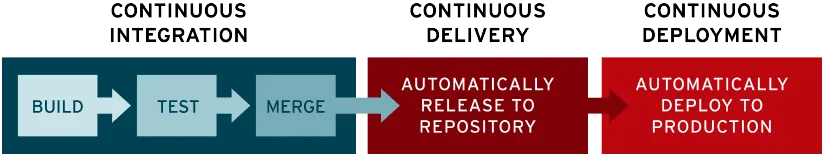 CONTINUOUS
INTEGRATION
CONTINUOUS
DELIVERY
CONTINUOUS
DEPLOYMENT
BUILD
TEST
MERGE
AUTOMATICALLY
RELEASE TO
REPOSITORY
AUTOMATICALLY
DEPLOY TO
PRODUCTION